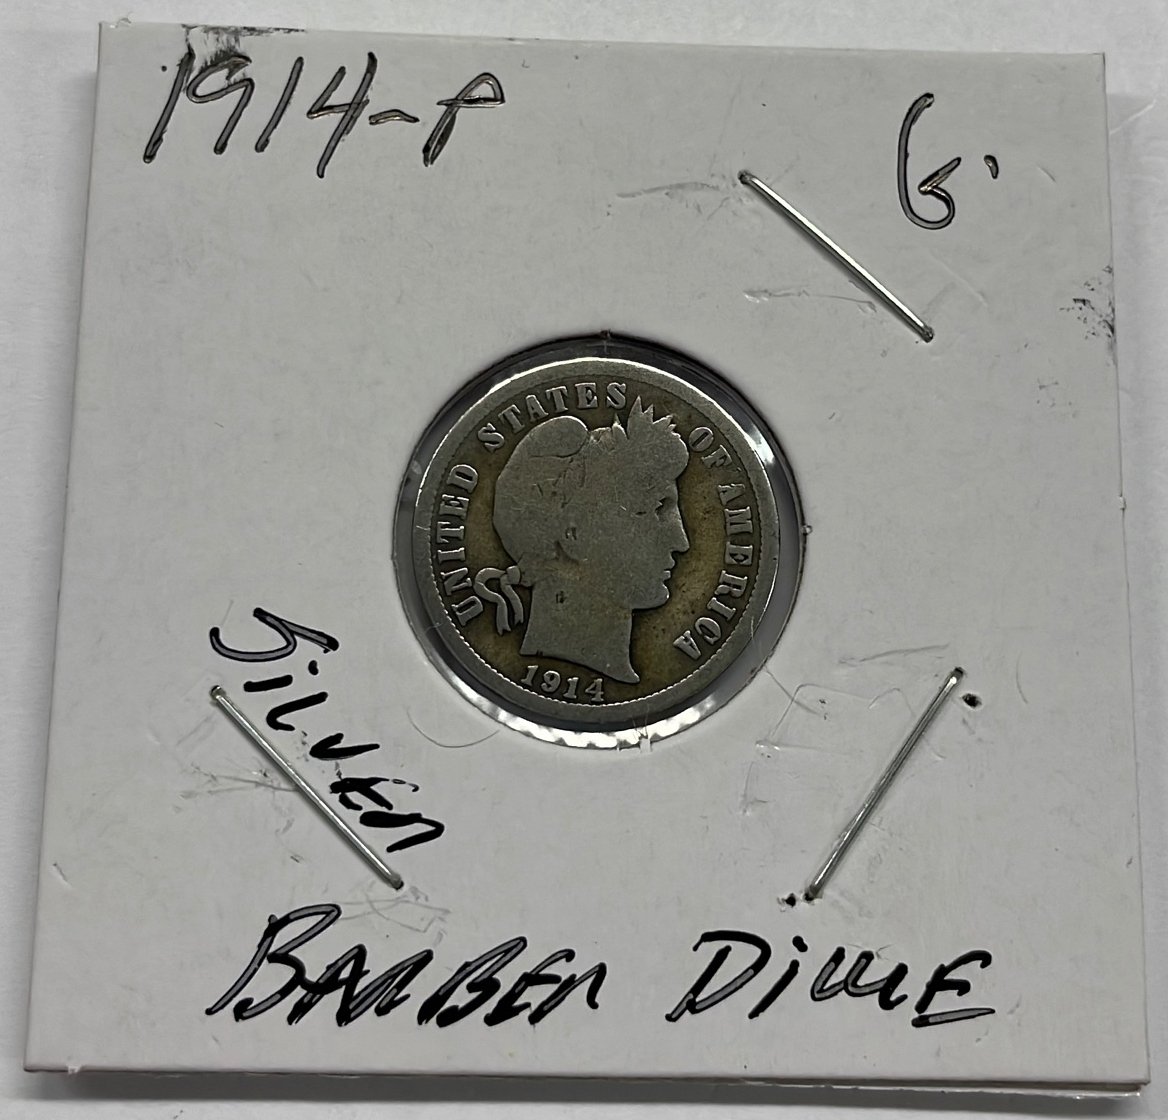 1914-P
G.
UNITED STATES OF AMERICA
1914
SILVER
BARBER DIME